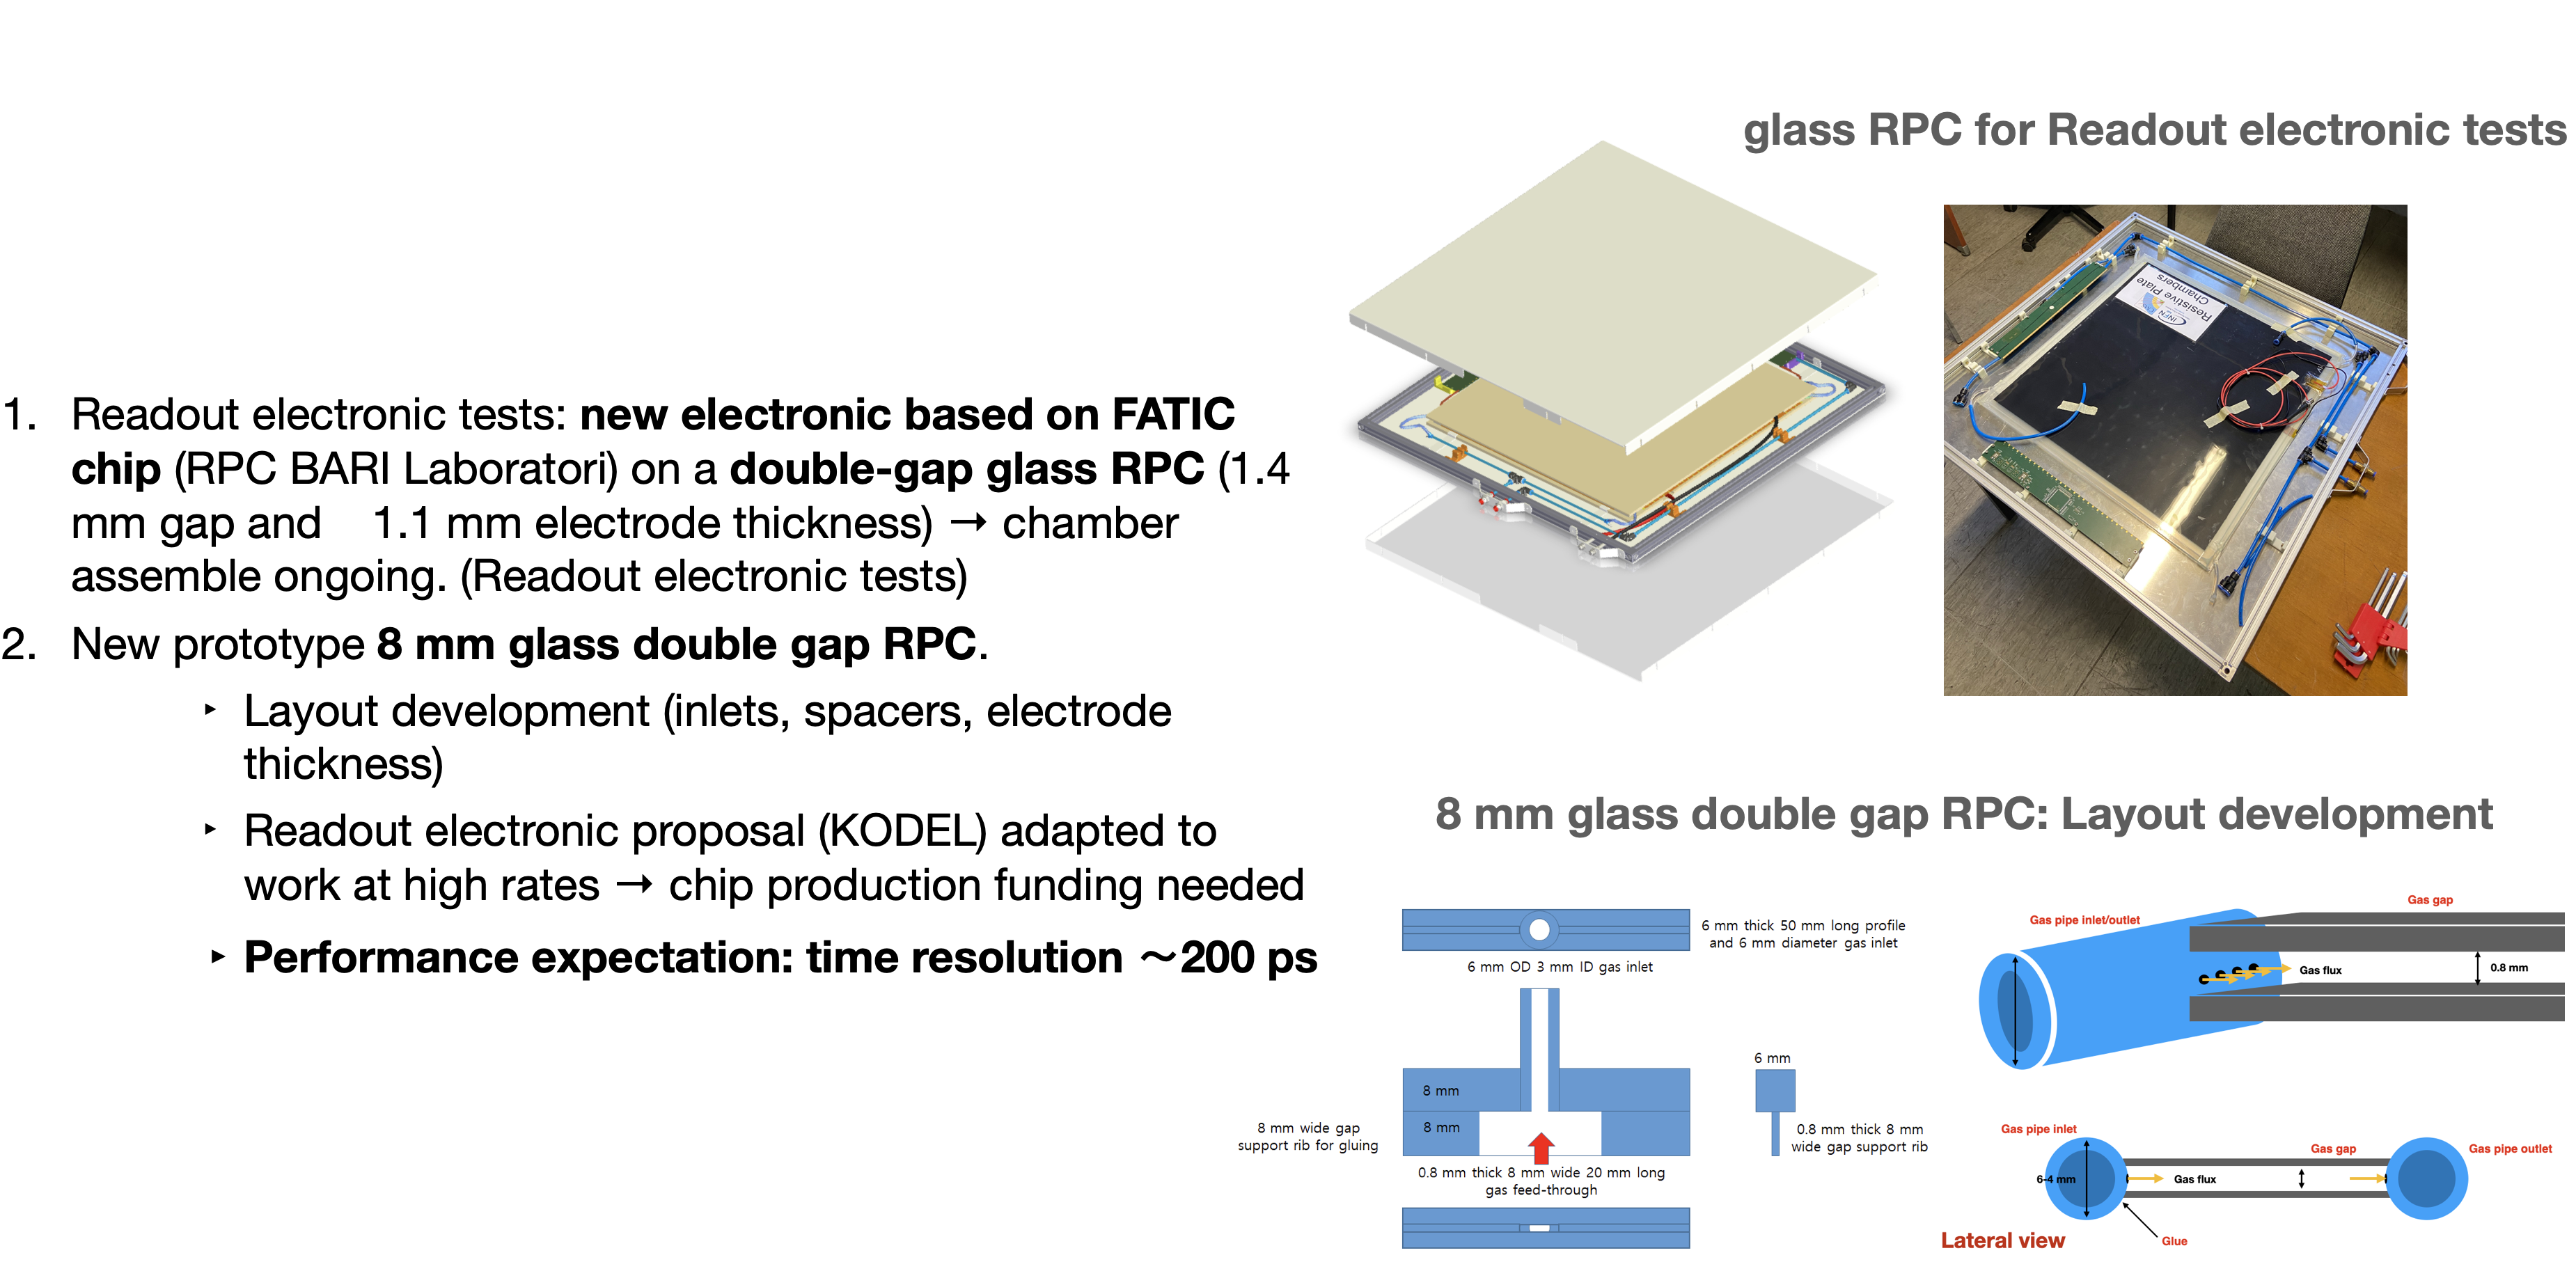 glass RPC for Readout electronic tests
1. Readout electronic tests: new electronic based on FATIC
chip (RPC BARI Laboratori) on a double-gap glass RPC (1.4
mm gap and 1.1 mm electrode thickness) → chamber
assemble ongoing. (Readout electronic tests)
2. New prototype 8 mm glass double gap RPC.
‣ Layout development (inlets, spacers, electrode
thickness)
‣ Readout electronic proposal (KODEL) adapted to
work at high rates → chip production funding needed
‣ Performance expectation: time resolution ~200 ps
INFN
Resistive Plate
Chambers
8 mm glass double gap RPC: Layout development
6 mm thick 50 mm long profile
and 6 mm diameter gas inlet
6 mm OD 3 mm ID gas inlet
8 mm
8 mm
8 mm wide gap
support rib for gluing
0.8 mm thick 8 mm wide 20 mm long
gas feed-through
6 mm
0.8 mm thick 8 mm
wide gap support rib
Gas pipe inlet/outlet
Gas gap
Gas flux
0.8 mm
Gas pipe inlet
Gas gap
Gas pipe outlet
6-4 mm
Gas flux
Glue
Lateral view